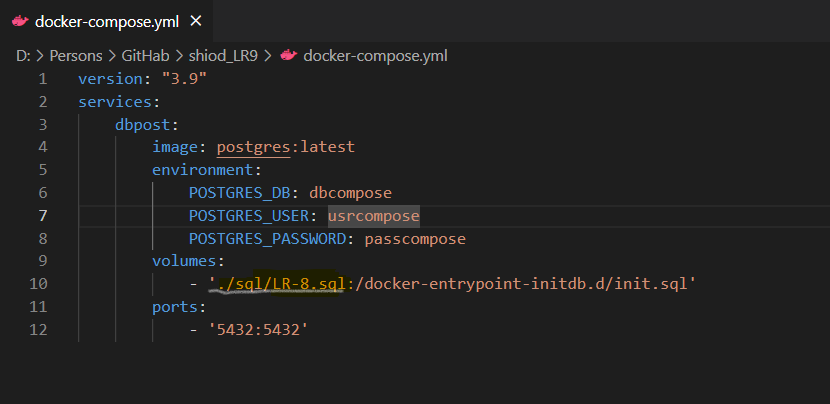 docker-compose.yml ×
D: > Persons > GitHab > shiod_LR9 > docker-compose.yml
1 version: "3.9"
2 services:
3 dbpost:
4 image: postgres:latest
5 environment:
6 POSTGRES_DB: dbcompose
7 POSTGRES_USER: usrcompose
8 POSTGRES_PASSWORD: passcompose
9 volumes:
10 - './sql/LR-8.sql:/docker-entrypoint-initdb.d/init.sql'
11 ports:
12 - '5432:5432'